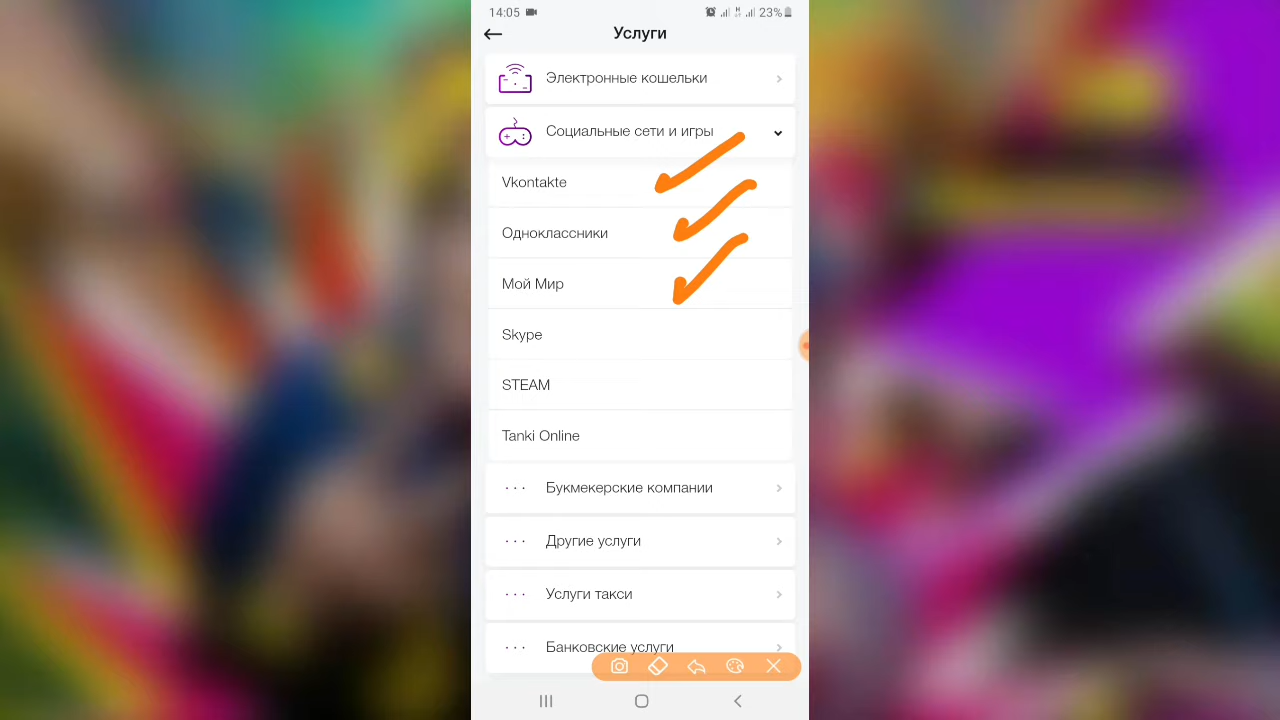 14:05
23%
Услуги
Электронные кошельки
Социальные сети и игры
Vkontakte
Одноклассники
Мой Мир
Skype
STEAM
Tanki Online
Букмекерские компании
Другие услуги
Услуги такси
Банковские услуги